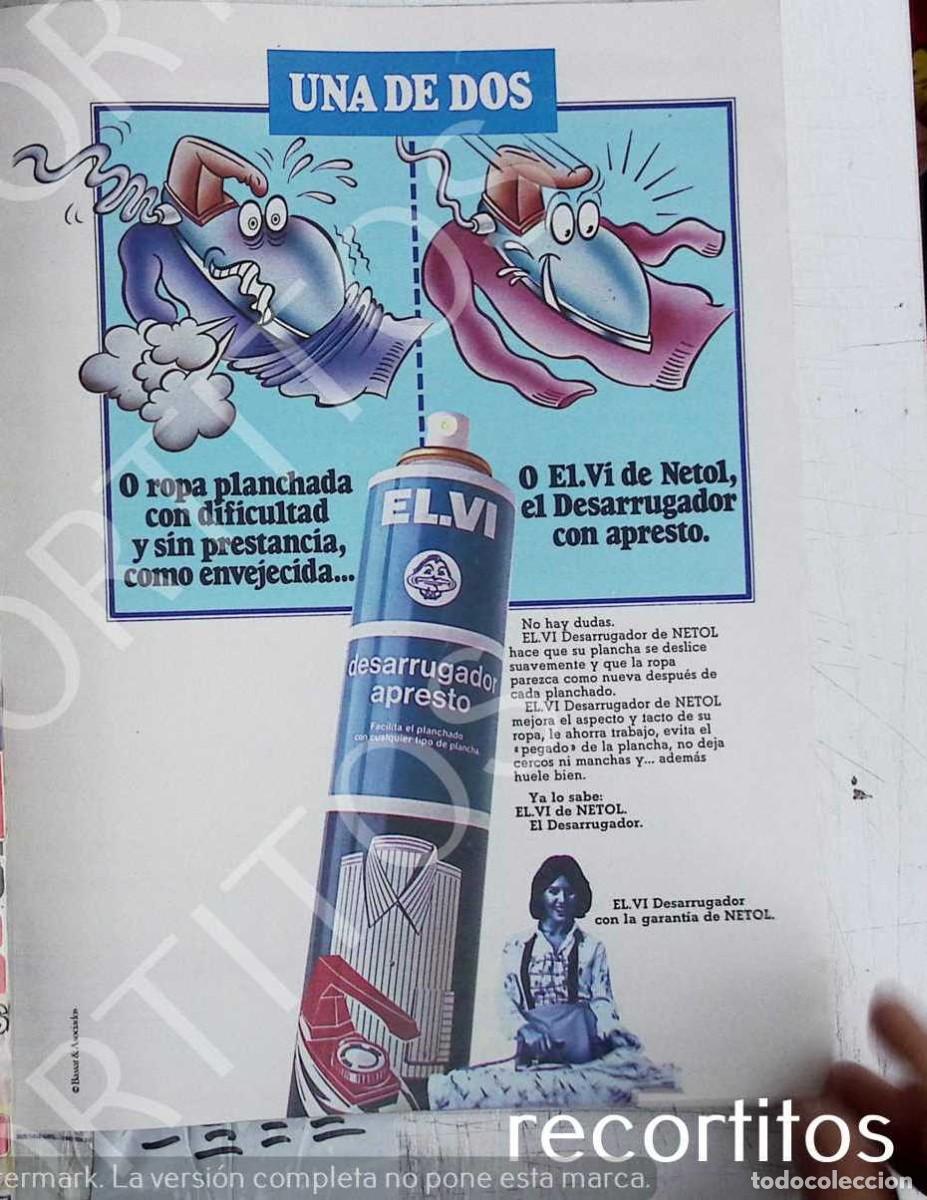 UNA DE DOS
O ropa planchada
con dificultad
y sin prestancia,
como envejecida...
O El.Vi de Netol,
el Desarrugador
con apresto.
EL.VI
desarrugador
apresto
Facilita el planchado
con cualquier tipo de plancha
No hay dudas.
EL.VI Desarrugador de NETOL
hace que su plancha se deslice
suavemente y que la ropa
parezca como nueva después de
cada planchado.
EL.VI Desarrugador de NETOL
mejora el aspecto y tacto de su
ropa, le ahorra trabajo, evita el
«pegado» de la plancha, no deja
cercos ni manchas y... además
huele bien.
Ya lo sabe:
EL.VI de NETOL.
El Desarrugador.
EL.VI Desarrugador
con la garantía de NETOL.
© Bassat & Asociados
recortitos
termark. La versión completa no pone esta marca.
todocoleccion